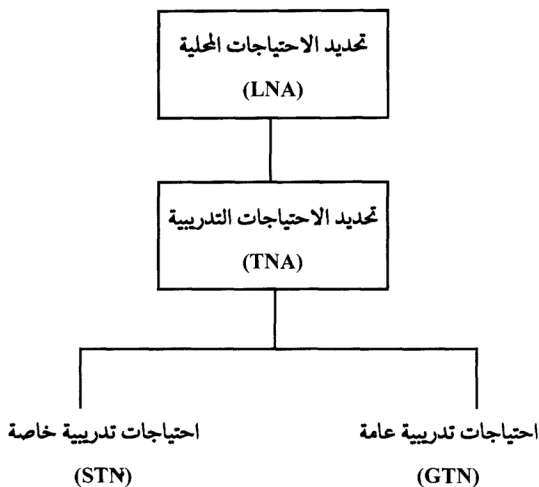 تحديد الاحتياجات المحلية
(LNA)
تحديد الاحتياجات التدريبية
(TNA)
احتياجات تدريبية عامة
(GTN)
احتياجات تدريبية خاصة
(STN)